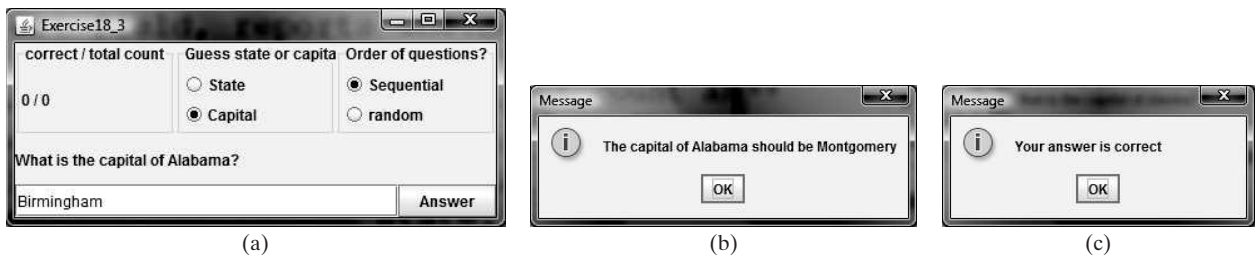 Exercise18_3
correct / total count
0 / 0
Guess state or capita
State
Capital
Order of questions?
Sequential
random
What is the capital of Alabama?
Birmingham
Answer
(a)
Message
The capital of Alabama should be Montgomery
OK
(b)
Message
Your answer is correct
OK
(c)